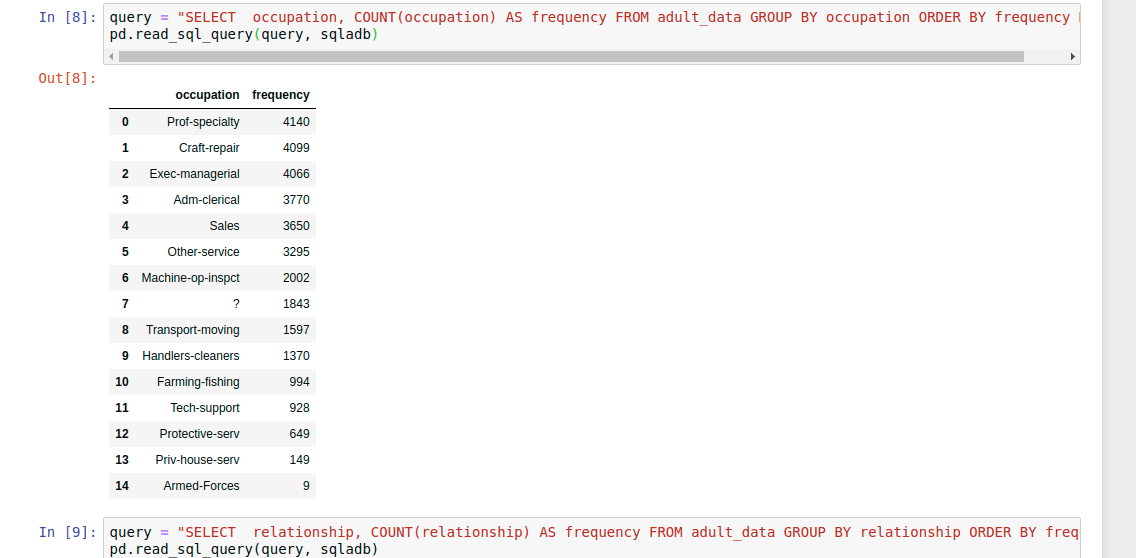 In [8]: query = "SELECT  occupation, COUNT(occupation) AS frequency FROM adult_data GROUP BY occupation ORDER BY frequency
pd.read_sql_query(query, sqladb)
Out[8]:
occupation frequency
0 Prof-specialty 4140
1 Craft-repair 4099
2 Exec-managerial 4066
3 Adm-clerical 3770
4 Sales 3650
5 Other-service 3295
6 Machine-op-inspct 2002
7 ? 1843
8 Transport-moving 1597
9 Handlers-cleaners 1370
10 Farming-fishing 994
11 Tech-support 928
12 Protective-serv 649
13 Priv-house-serv 149
14 Armed-Forces 9
In [9]: query = "SELECT  relationship, COUNT(relationship) AS frequency FROM adult_data GROUP BY relationship ORDER BY freq
pd.read_sql_query(query, sqladb)